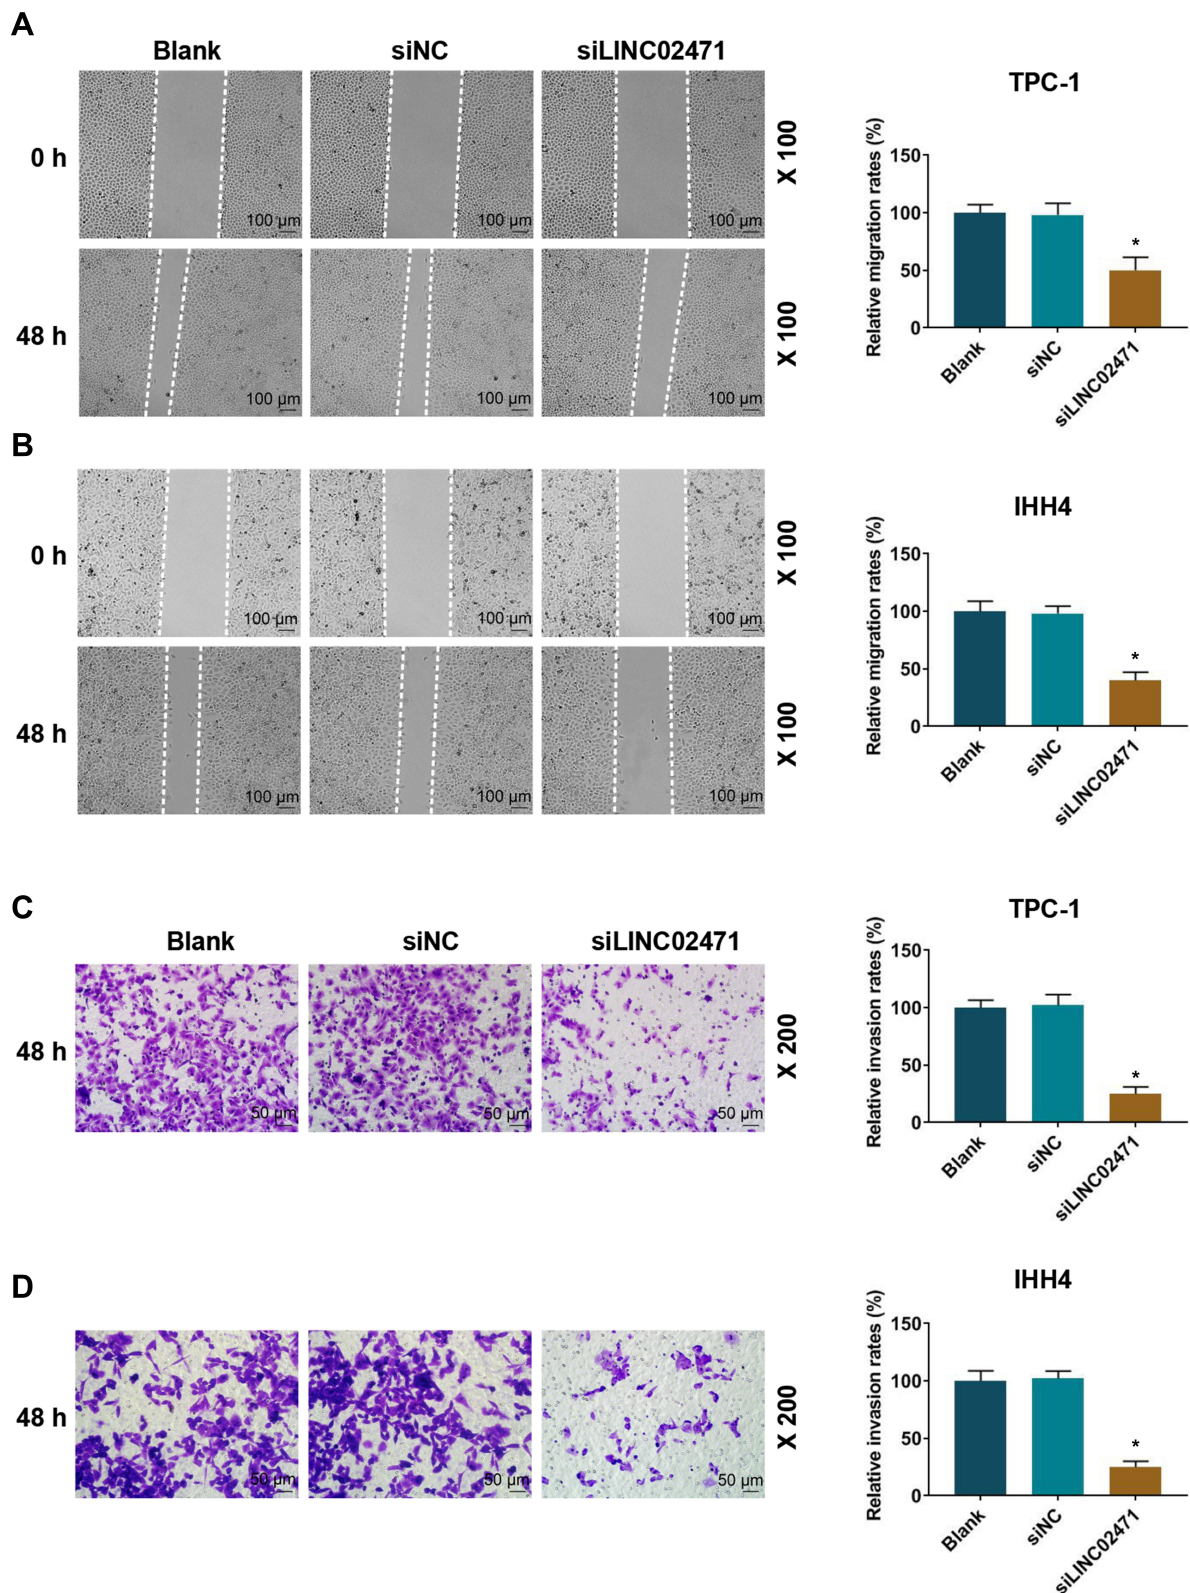 A
Blank siNC siLINC02471
0 h
100 µm 100 µm 100 µm
X 100
48 h
100 µm 100 µm 100 µm
X 100
TPC-1
Relative migration rates (%)
150
100
50
0
*
Blank siNC siLINC02471
B
0 h
100 µm 100 µm 100 µm
X 100
48 h
100 µm 100 µm 100 µm
X 100
IHH4
Relative migration rates (%)
150
100
50
0
*
Blank siNC siLINC02471
C
Blank siNC siLINC02471
48 h
50 µm 50 µm 50 µm
X 200
TPC-1
Relative invasion rates (%)
150
100
50
0
*
Blank siNC siLINC02471
D
48 h
50 µm 50 µm 50 µm
X 200
IHH4
Relative invasion rates (%)
150
100
50
0
*
Blank siNC siLINC02471